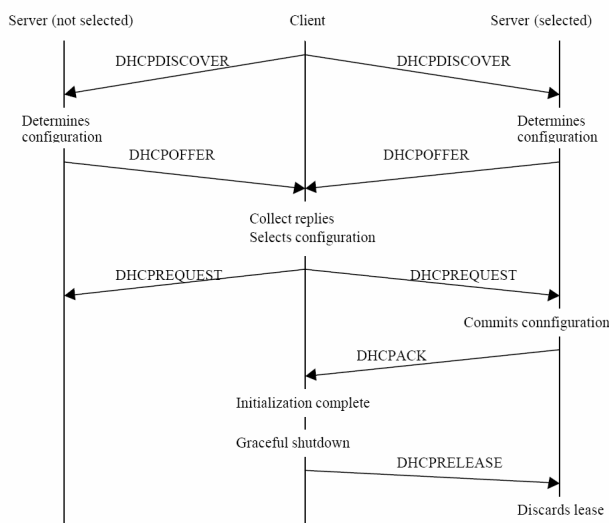 Server (not selected)
Client
Server (selected)
DHCPDISCOVER
DHCPDISCOVER
Determines
configuration
Determines
configuration
DHCPOFFER
DHCPOFFER
Collect replies
Selects configuration
DHCPREQUEST
DHCPREQUEST
Commits connfiguration
DHCPACK
Initialization complete
Graceful shutdown
DHCPRELEASE
Discards lease